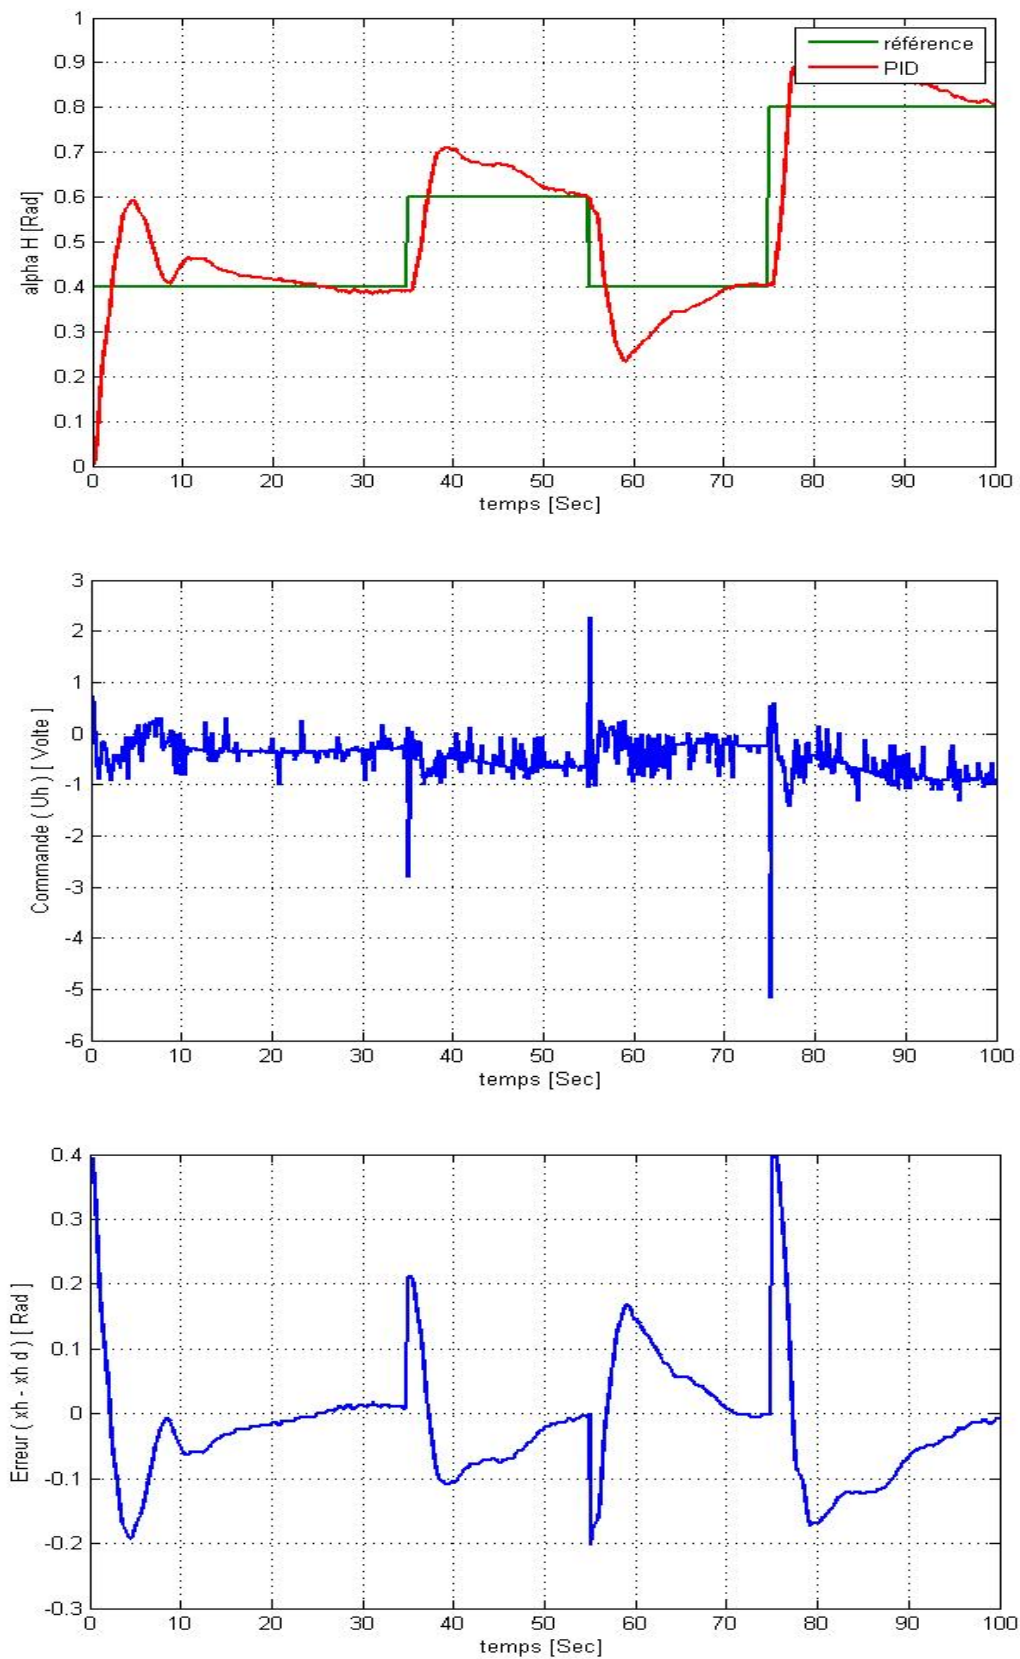 1
0.9
0.8
0.7
0.6
0.5
0.4
0.3
0.2
0.1
0
alpha H [Rad]
référence
PID
0 10 20 30 40 50 60 70 80 90 100
temps [Sec]
3
2
1
0
-1
-2
-3
-4
-5
-6
Commande ( Uh ) [ Volte ]
0 10 20 30 40 50 60 70 80 90 100
temps [Sec]
0.4
0.3
0.2
0.1
0
-0.1
-0.2
-0.3
Erreur ( xh - xh d ) [ Rad ]
0 10 20 30 40 50 60 70 80 90 100
temps [Sec]